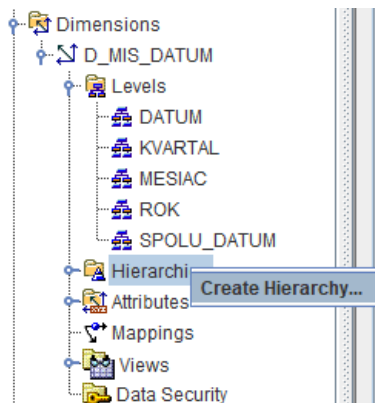 Dimensions
D_MIS_DATUM
Levels
DATUM
KVARTAL
MESIAC
ROK
SPOLU_DATUM
Hierarchi
Create Hierarchy...
Attributes
Mappings
Views
Data Security